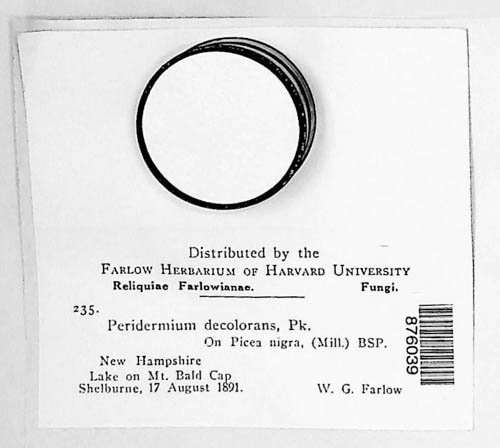 Distributed by the
FARLOW HERBARIUM OF HARVARD UNIVERSITY
Reliquiae Farlowianae. Fungi.
235.
Peridermium decolorans, Pk.
On Picea nigra, (Mill.) BSP.
New Hampshire
Lake on Mt. Bald Cap
Shelburne, 17 August 1891. W. G. Farlow
876039